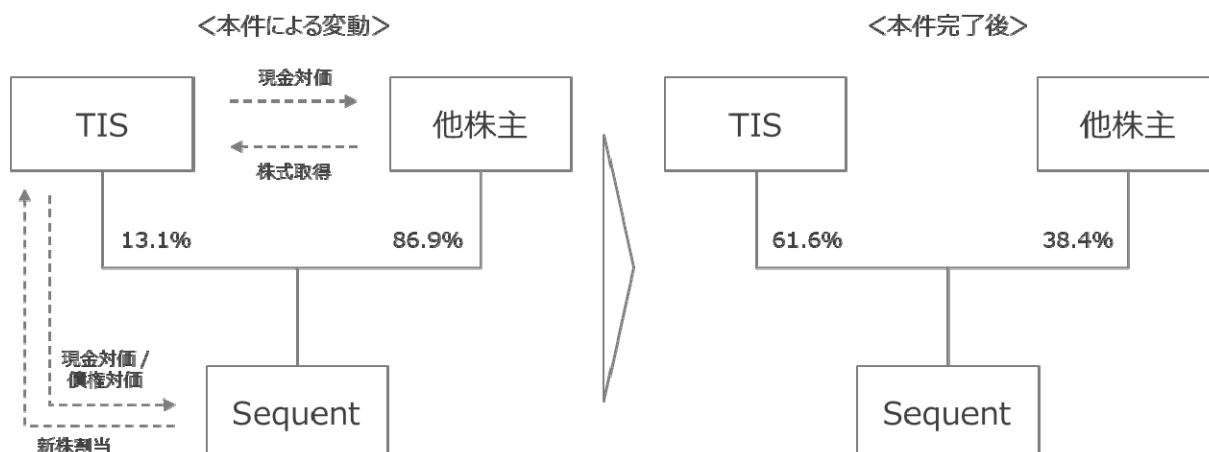 <本件による変動>
<本件完了後>
現金対価
TIS
他株主
株式取得
13.1%
86.9%
現金対価 /
債権対価
Sequent
新株割当
TIS
他株主
61.6%
38.4%
Sequent